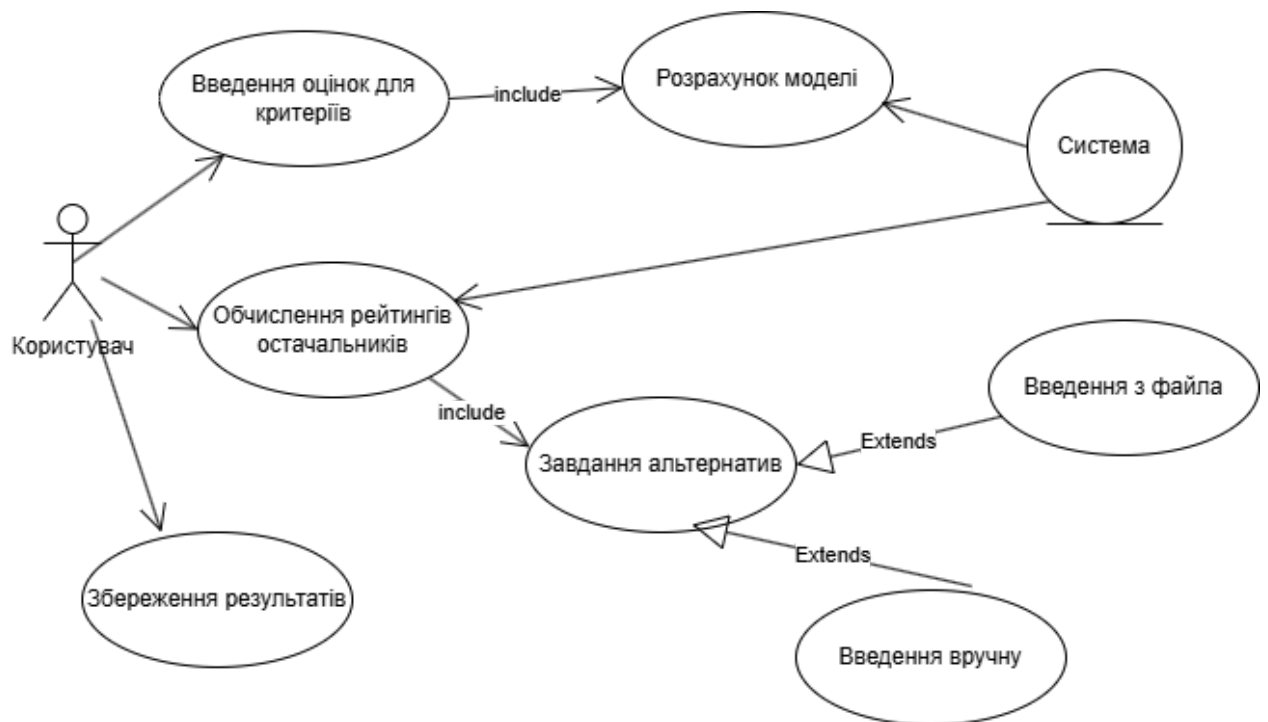 Введення оцінок для
критеріїв
include
Розрахунок моделі
Система
Користувач
Обчислення рейтингів
остачальників
include
Введення з файла
Extends
Завдання альтернатив
Extends
Збереження результатів
Введення вручну